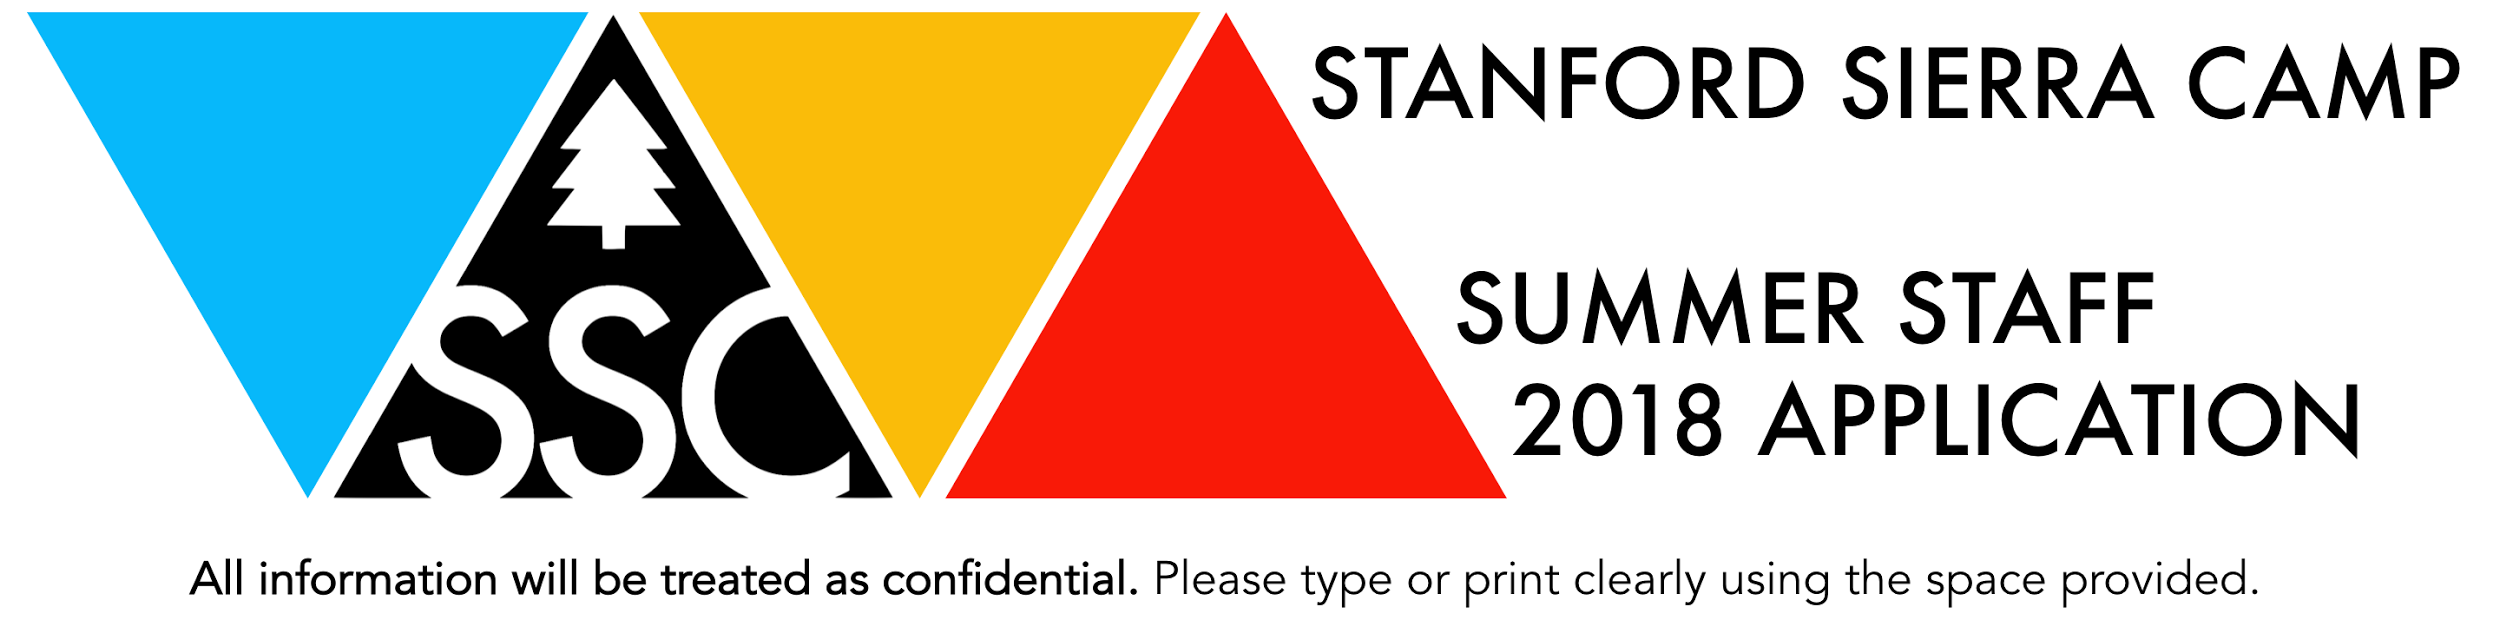 SSC
STANFORD SIERRA CAMP
SUMMER STAFF
2018 APPLICATION
All information will be treated as confidential. Please type or print clearly using the space provided.